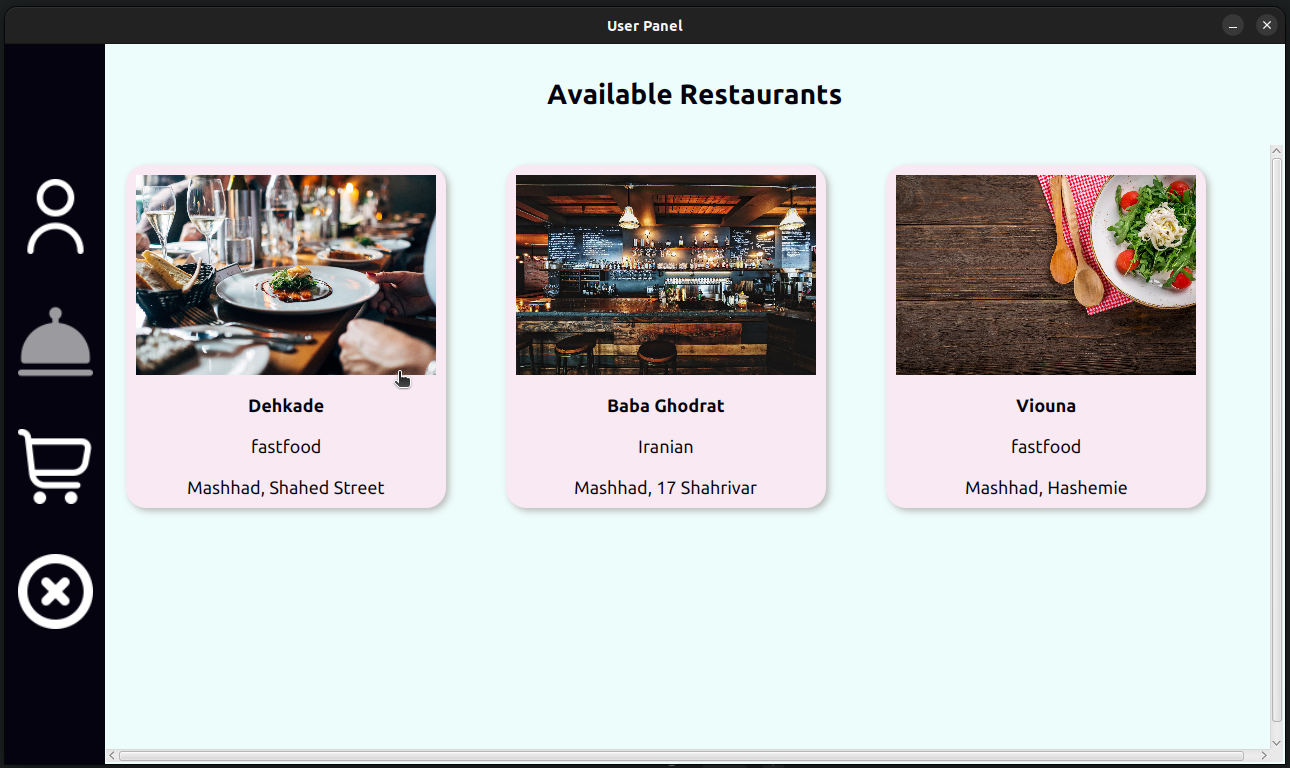 User Panel
Available Restaurants
Dehkade
fastfood
Mashhad, Shahed Street
Baba Ghodrat
Iranian
Mashhad, 17 Shahrivar
Viouna
fastfood
Mashhad, Hashemie